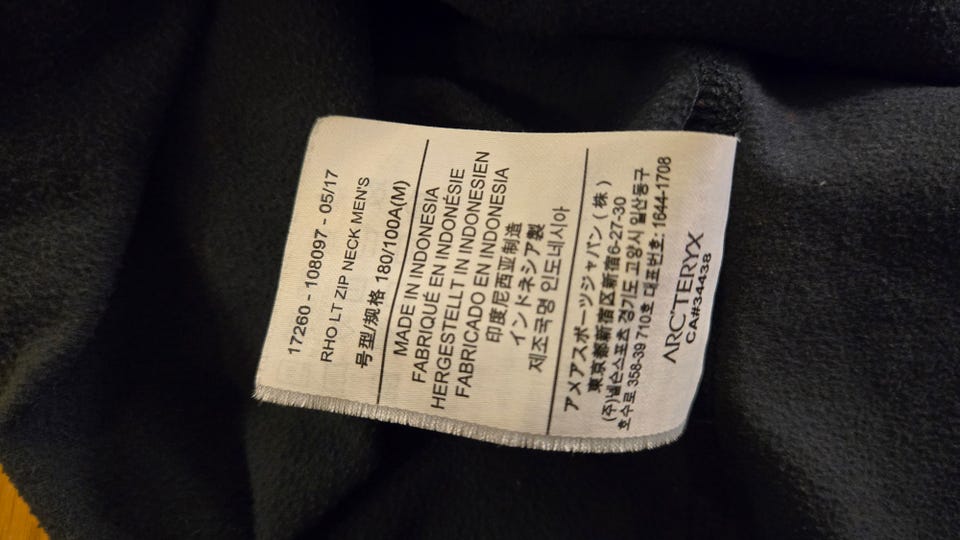 17260 - 108097 - 05/17
RHO LT ZIP NECK MEN'S
号型/规格 180/100A(M)
MADE IN INDONESIA
FABRIQUÉ EN INDONÉSIE
HERGESTELLT IN INDONESIEN
FABRICADO EN INDONESIA
印度尼西亚制造
インドネシア製
제조국명 인도네시아
アメアスポーツジャパン(株)
東京都新宿区新宿6-27-30
(주)넬슨스포츠 경기도 고양시 일산동구
호수로 358-39 710호 대표번호: 1644-1708
ARC'TERYX
CA#34438